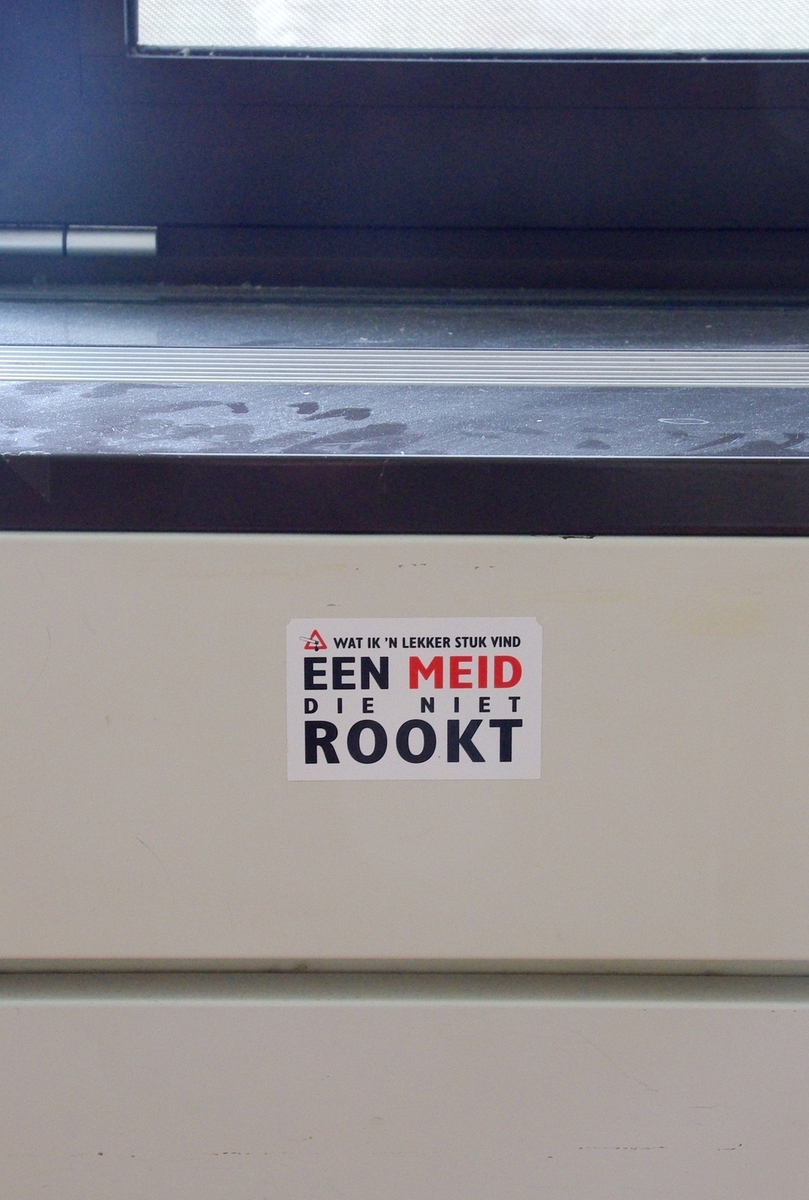 WAT IK 'N LEKKER STUK VIND
EEN MEID
DIE NIET
ROOKT